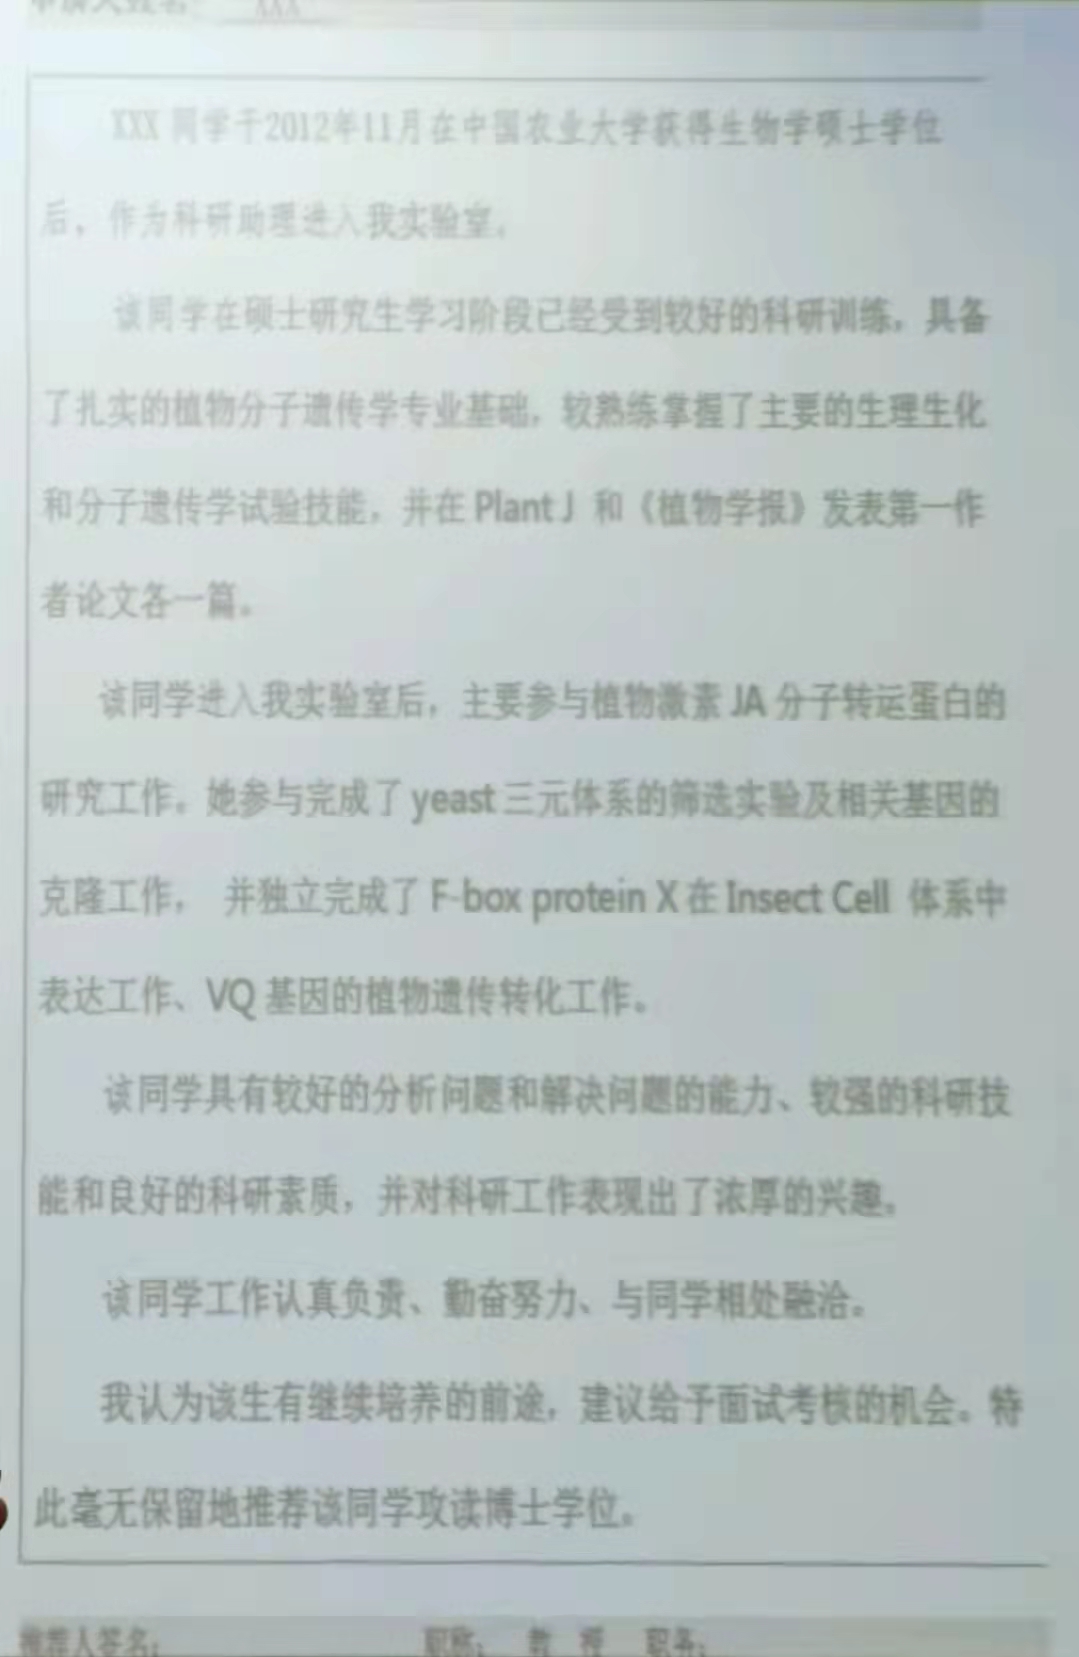 申请人姓名 XXX
XXX 同学于2012年11月在中国农业大学获得生物学硕士学位
后，作为科研助理进入我实验室。
该同学在硕士研究生学习阶段已经受到较好的科研训练，具备
了扎实的植物分子遗传学专业基础，较熟练掌握了主要的生理生化
和分子遗传学试验技能，并在 Plant J 和《植物学报》发表第一作
者论文各一篇。
该同学进入我实验室后，主要参与植物激素 JA 分子转运蛋白的
研究工作。她参与完成了 yeast 三元体系的筛选实验及相关基因的
克隆工作， 并独立完成了 F-box protein X 在 Insect Cell 体系中
表达工作、VQ 基因的植物遗传转化工作。
该同学具有较好的分析问题和解决问题的能力、较强的科研技
能和良好的科研素质，并对科研工作表现出了浓厚的兴趣。
该同学工作认真负责、勤奋努力、与同学相处融洽。
我认为该生有继续培养的前途，建议给予面试考核的机会。特
此毫无保留地推荐该同学攻读博士学位。
推荐人签名： 职称： 教 授 职务：